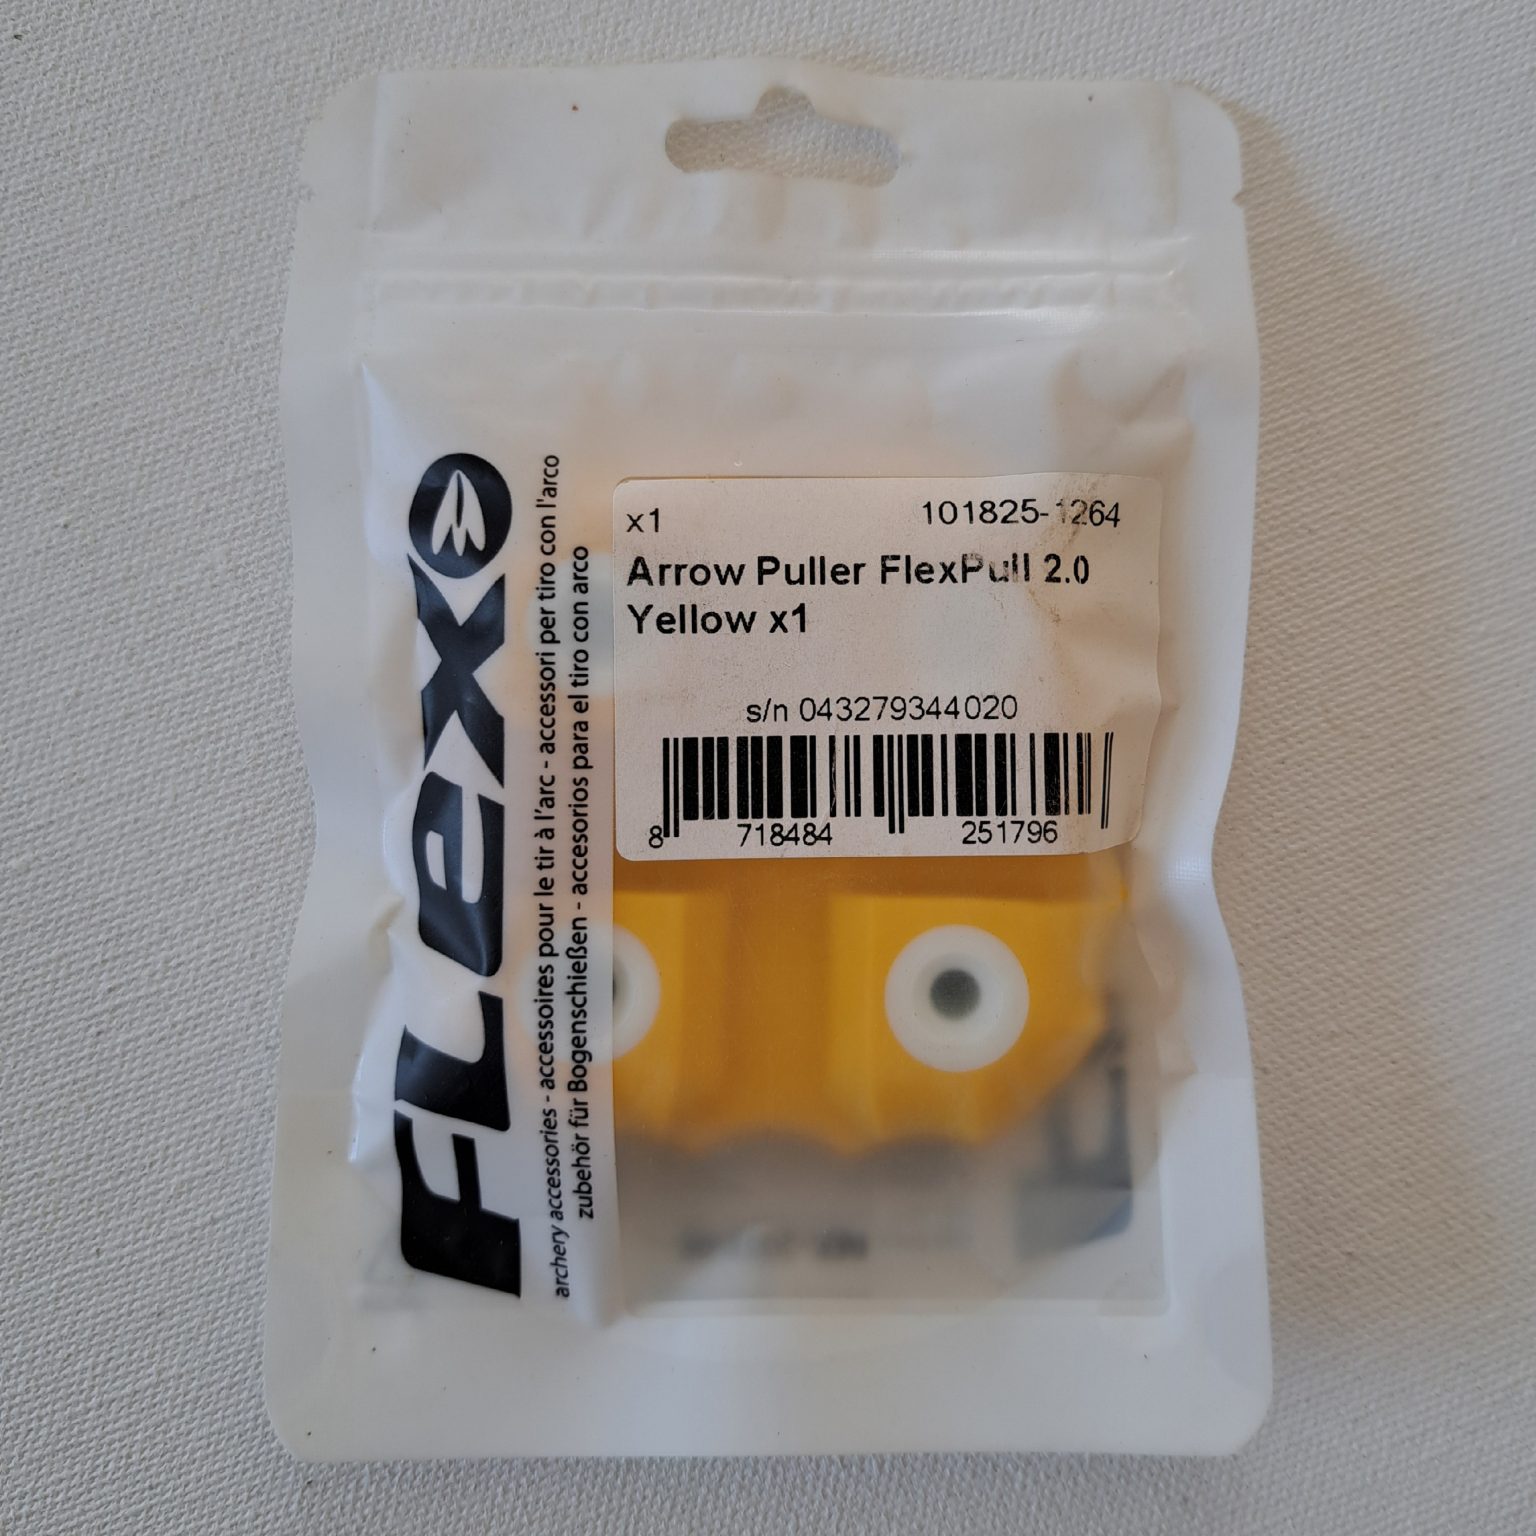 FLEX
archery accessories - accessoires pour le tir à l'arc - accessori per tiro con l'arco
zubehör für Bogenschießen - accesorios para el tiro con arco
x1 101825-1264
Arrow Puller FlexPull 2.0
Yellow x1
s/n 043279344020
8 718484 251796